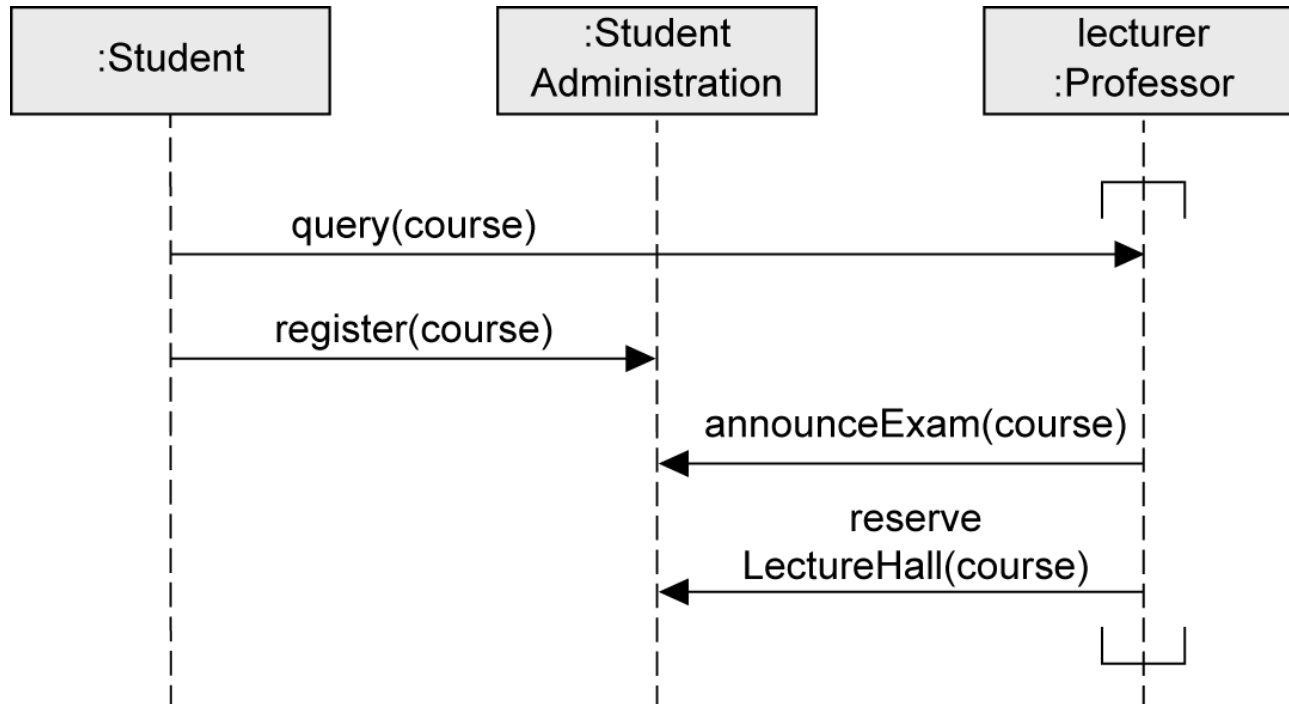 :Student
:Student
Administration
lecturer
:Professor
query(course)
register(course)
announceExam(course)
reserve
LectureHall(course)